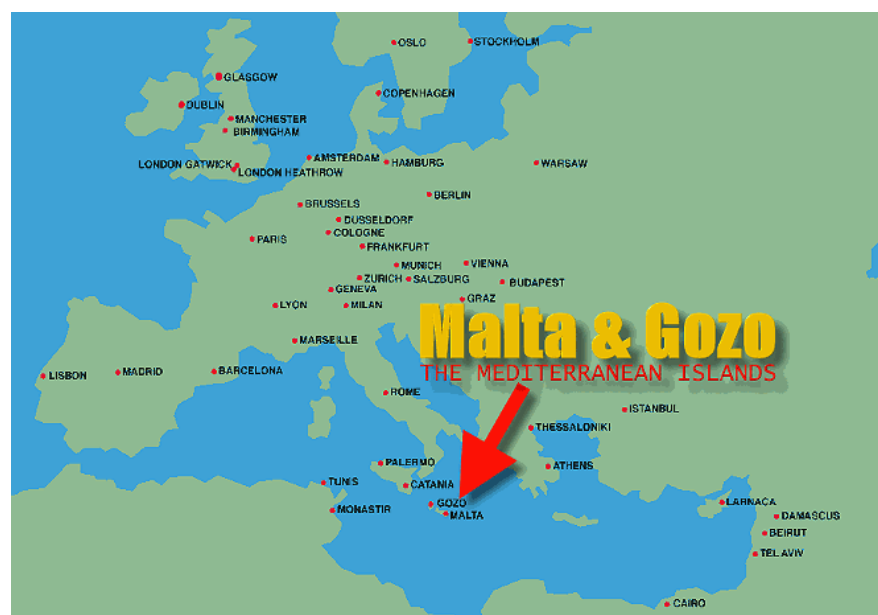 OSLO
STOCKHOLM
GLASGOW
COPENHAGEN
DUBLIN
MANCHESTER
BIRMINGHAM
AMSTERDAM
HAMBURG
WARSAW
LONDON GATWICK
LONDON HEATHROW
BERLIN
BRUSSELS
DUSSELDORF
COLOGNE
PARIS
FRANKFURT
MUNICH
VIENNA
ZURICH
SALZBURG
BUDAPEST
GENEVA
GRAZ
LYON
MILAN
Malta & Gozo
MARSEILLE
THE MEDITERRANEAN ISLANDS
LISBON
MADRID
BARCELONA
ROME
ISTANBUL
THESSALONIKI
PALERMO
ATHENS
TUNIS
CATANIA
GOZO
LARNACA
MONASTIR
MALTA
DAMASCUS
BEIRUT
TEL AVIV
CAIRO